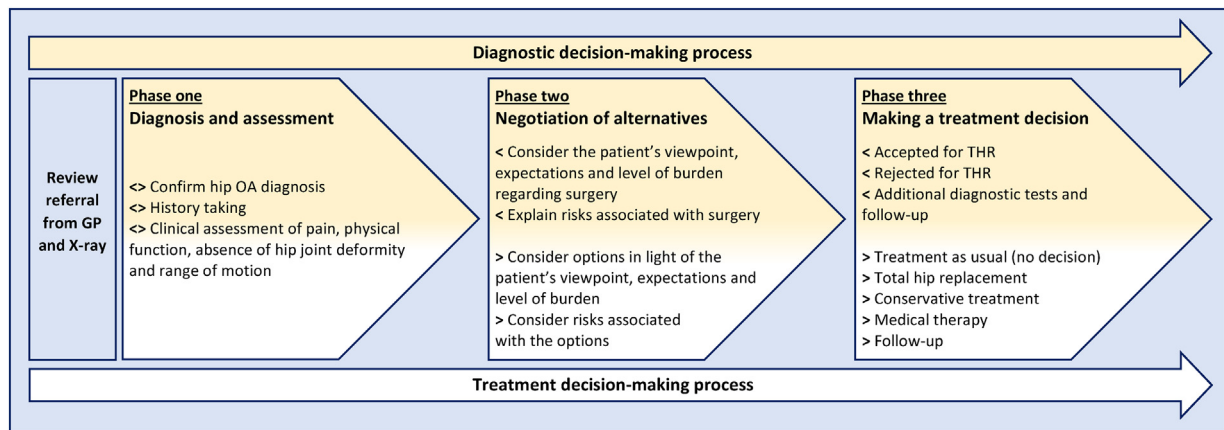 Diagnostic decision-making process
Review
referral
from GP
and X-ray
Phase one
Diagnosis and assessment
<> Confirm hip OA diagnosis
<> History taking
<> Clinical assessment of pain, physical
function, absence of hip joint deformity
and range of motion
Phase two
Negotiation of alternatives
< Consider the patient’s viewpoint,
expectations and level of burden
regarding surgery
< Explain risks associated with surgery
> Consider options in light of the
patient’s viewpoint, expectations and
level of burden
> Consider risks associated
with the options
Phase three
Making a treatment decision
< Accepted for THR
< Rejected for THR
< Additional diagnostic tests and
follow-up
> Treatment as usual (no decision)
> Total hip replacement
> Conservative treatment
> Medical therapy
> Follow-up
Treatment decision-making process